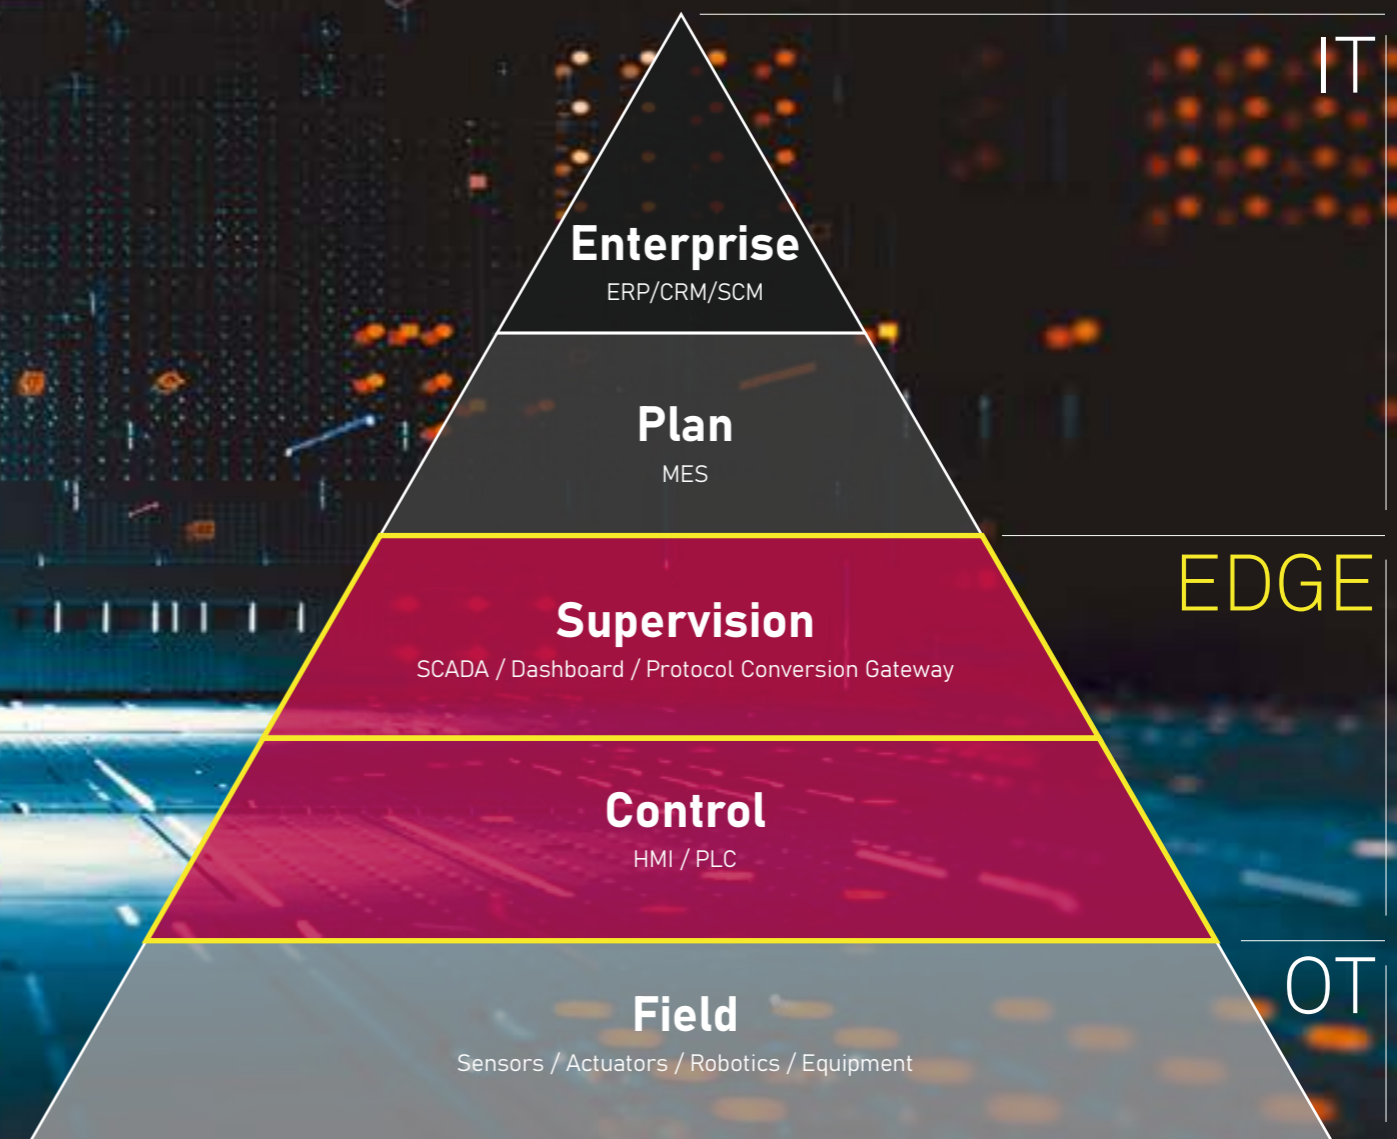 IT
Enterprise
ERP/CRM/SCM
Plan
MES
EDGE
Supervision
SCADA / Dashboard / Protocol Conversion Gateway
Control
HMI / PLC
OT
Field
Sensors / Actuators / Robotics / Equipment